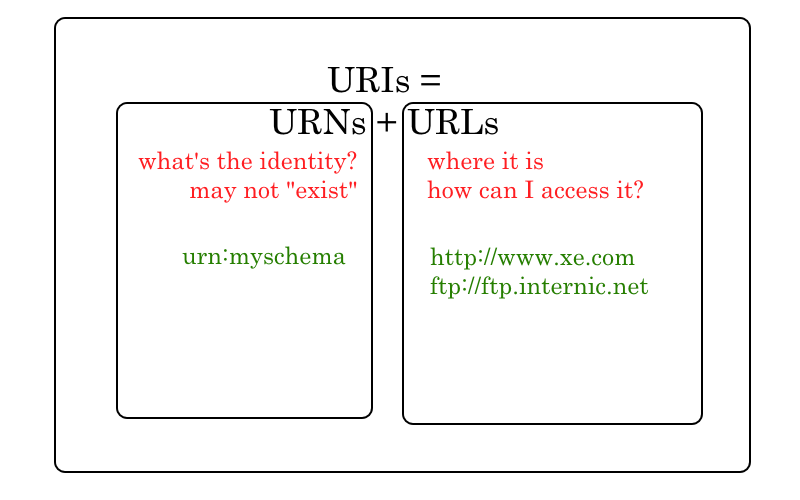 URIs =
URNs + URLs
what's the identity?
may not "exist"
urn:myschema
where it is
how can I access it?
http://www.xe.com
ftp://ftp.internic.net